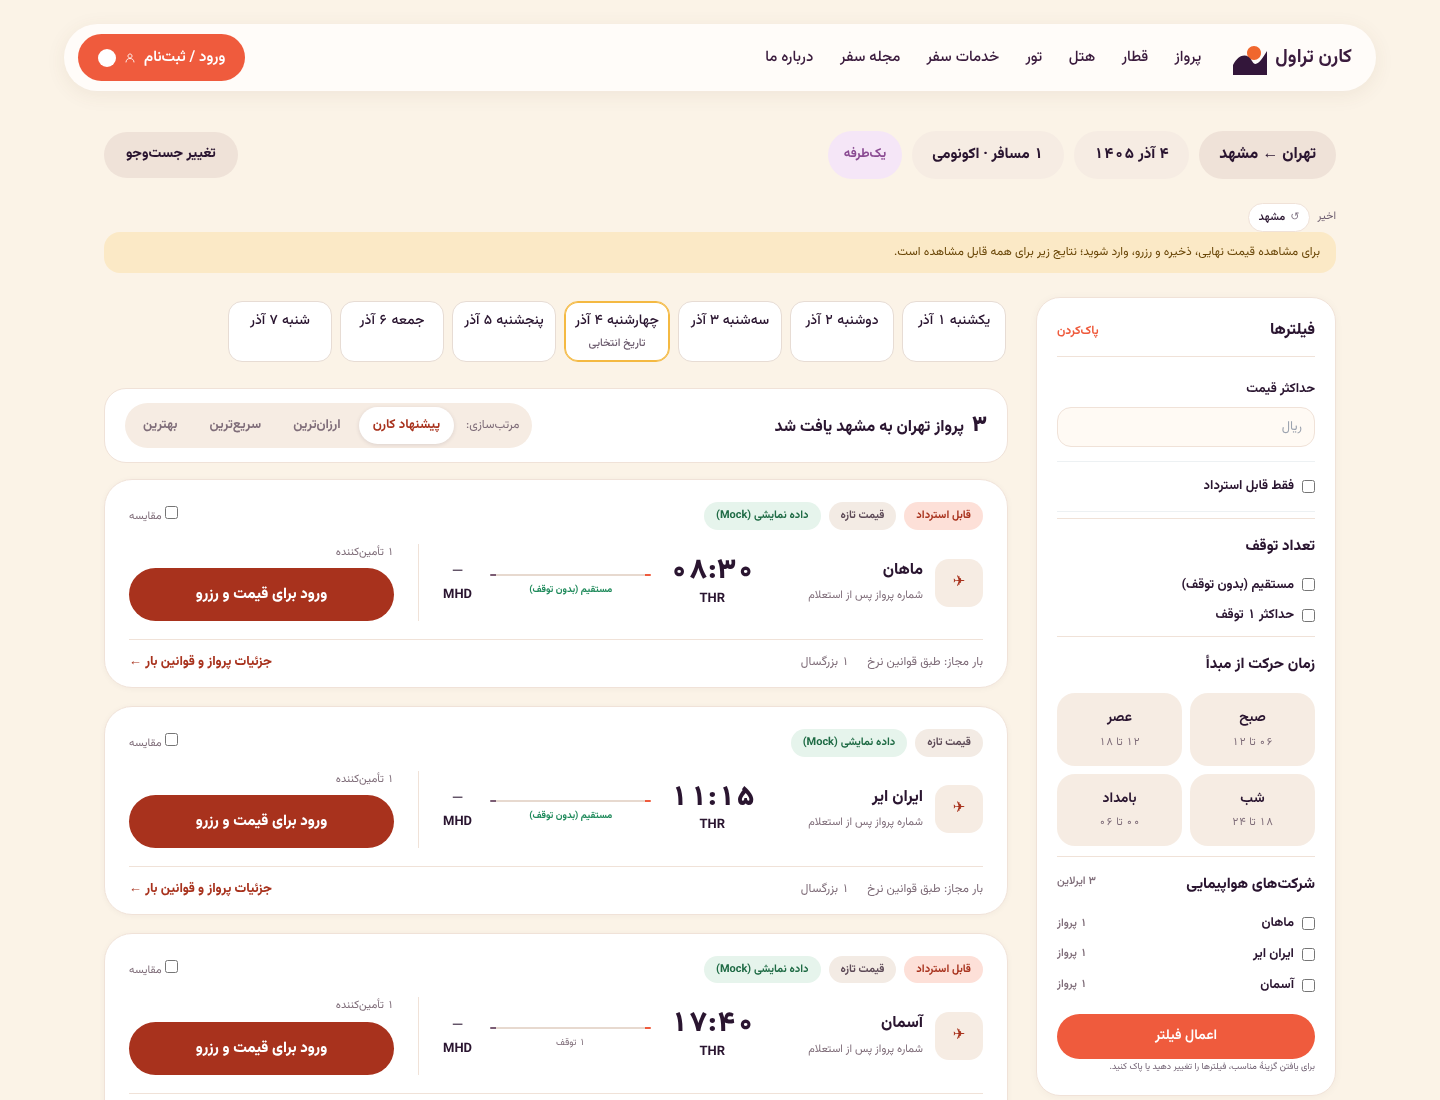 کارن تراول
پرواز
قطار
هتل
تور
خدمات سفر
مجله سفر
درباره ما
ورود / ثبت‌نام
تهران ← مشهد
۴ آذر ۱۴۰۵
۱ مسافر · اکونومی
یک‌طرفه
تغییر جست‌وجو
اخیر
↺ مشهد
برای مشاهده قیمت نهایی، ذخیره و رزرو، وارد شوید؛ نتایج زیر برای همه قابل مشاهده است.
فیلترها
پاک‌کردن
حداکثر قیمت
ریال
فقط قابل استرداد
تعداد توقف
مستقیم (بدون توقف)
حداکثر ۱ توقف
زمان حرکت از مبدأ
صبح
۰۶ تا ۱۲
عصر
۱۲ تا ۱۸
شب
۱۸ تا ۲۴
بامداد
۰۰ تا ۰۶
شرکت‌های هواپیمایی
۳ ایرلاین
ماهان
۱ پرواز
ایران ایر
۱ پرواز
آسمان
۱ پرواز
اعمال فیلتر
برای یافتن گزینهٔ مناسب، فیلترها را تغییر دهید یا پاک کنید.
یکشنبه ۱ آذر
دوشنبه ۲ آذر
سه‌شنبه ۳ آذر
چهارشنبه ۴ آذر
تاریخ انتخابی
پنجشنبه ۵ آذر
جمعه ۶ آذر
شنبه ۷ آذر
۳ پرواز تهران به مشهد یافت شد
مرتب‌سازی:
پیشنهاد کارن
ارزان‌ترین
سریع‌ترین
بهترین
قابل استرداد
قیمت تازه
داده نمایشی (Mock)
مقایسه
ماهان
شماره پرواز پس از استعلام
۰۸:۳۰
THR
مستقیم (بدون توقف)
—
MHD
۱ تأمین‌کننده
ورود برای قیمت و رزرو
بار مجاز: طبق قوانین نرخ
۱ بزرگسال
جزئیات پرواز و قوانین بار ←
قیمت تازه
داده نمایشی (Mock)
مقایسه
ایران ایر
شماره پرواز پس از استعلام
۱۱:۱۵
THR
مستقیم (بدون توقف)
—
MHD
۱ تأمین‌کننده
ورود برای قیمت و رزرو
بار مجاز: طبق قوانین نرخ
۱ بزرگسال
جزئیات پرواز و قوانین بار ←
قابل استرداد
قیمت تازه
داده نمایشی (Mock)
مقایسه
آسمان
شماره پرواز پس از استعلام
۱۷:۴۰
THR
۱ توقف
—
MHD
۱ تأمین‌کننده
ورود برای قیمت و رزرو